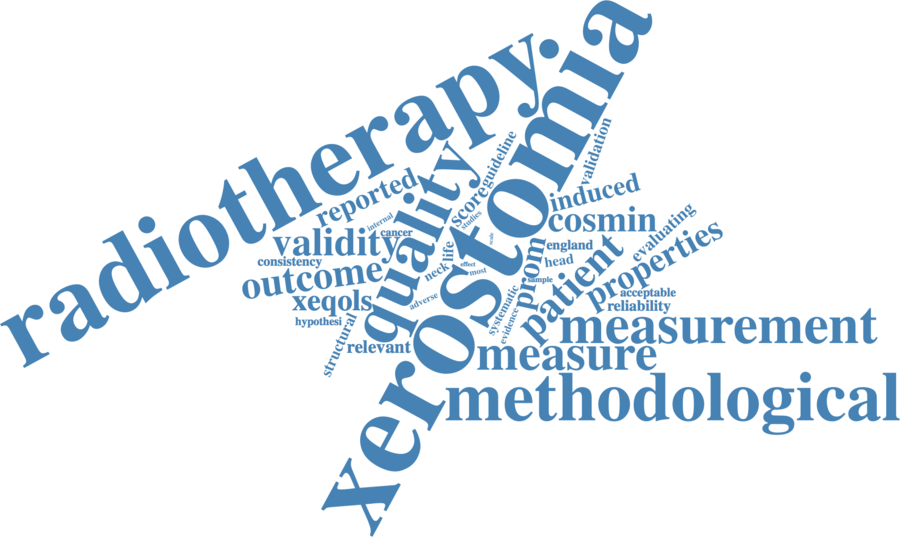 xerostomia
radiotherapy
methodological
measurement
quality
measure
patient
properties
outcome
validity
cosmin
prom
xeqols
induced
reported
score
guideline
validation
evaluating
relevant
structural
reliability
acceptable
systematic
evidence
england
head
neck
life
consistency
cancer
internal
hypothesi
adverse
studies
scale
effect
most
sample